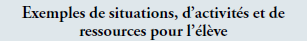 Exemples de situations, d’activités et de
ressources pour l’élève